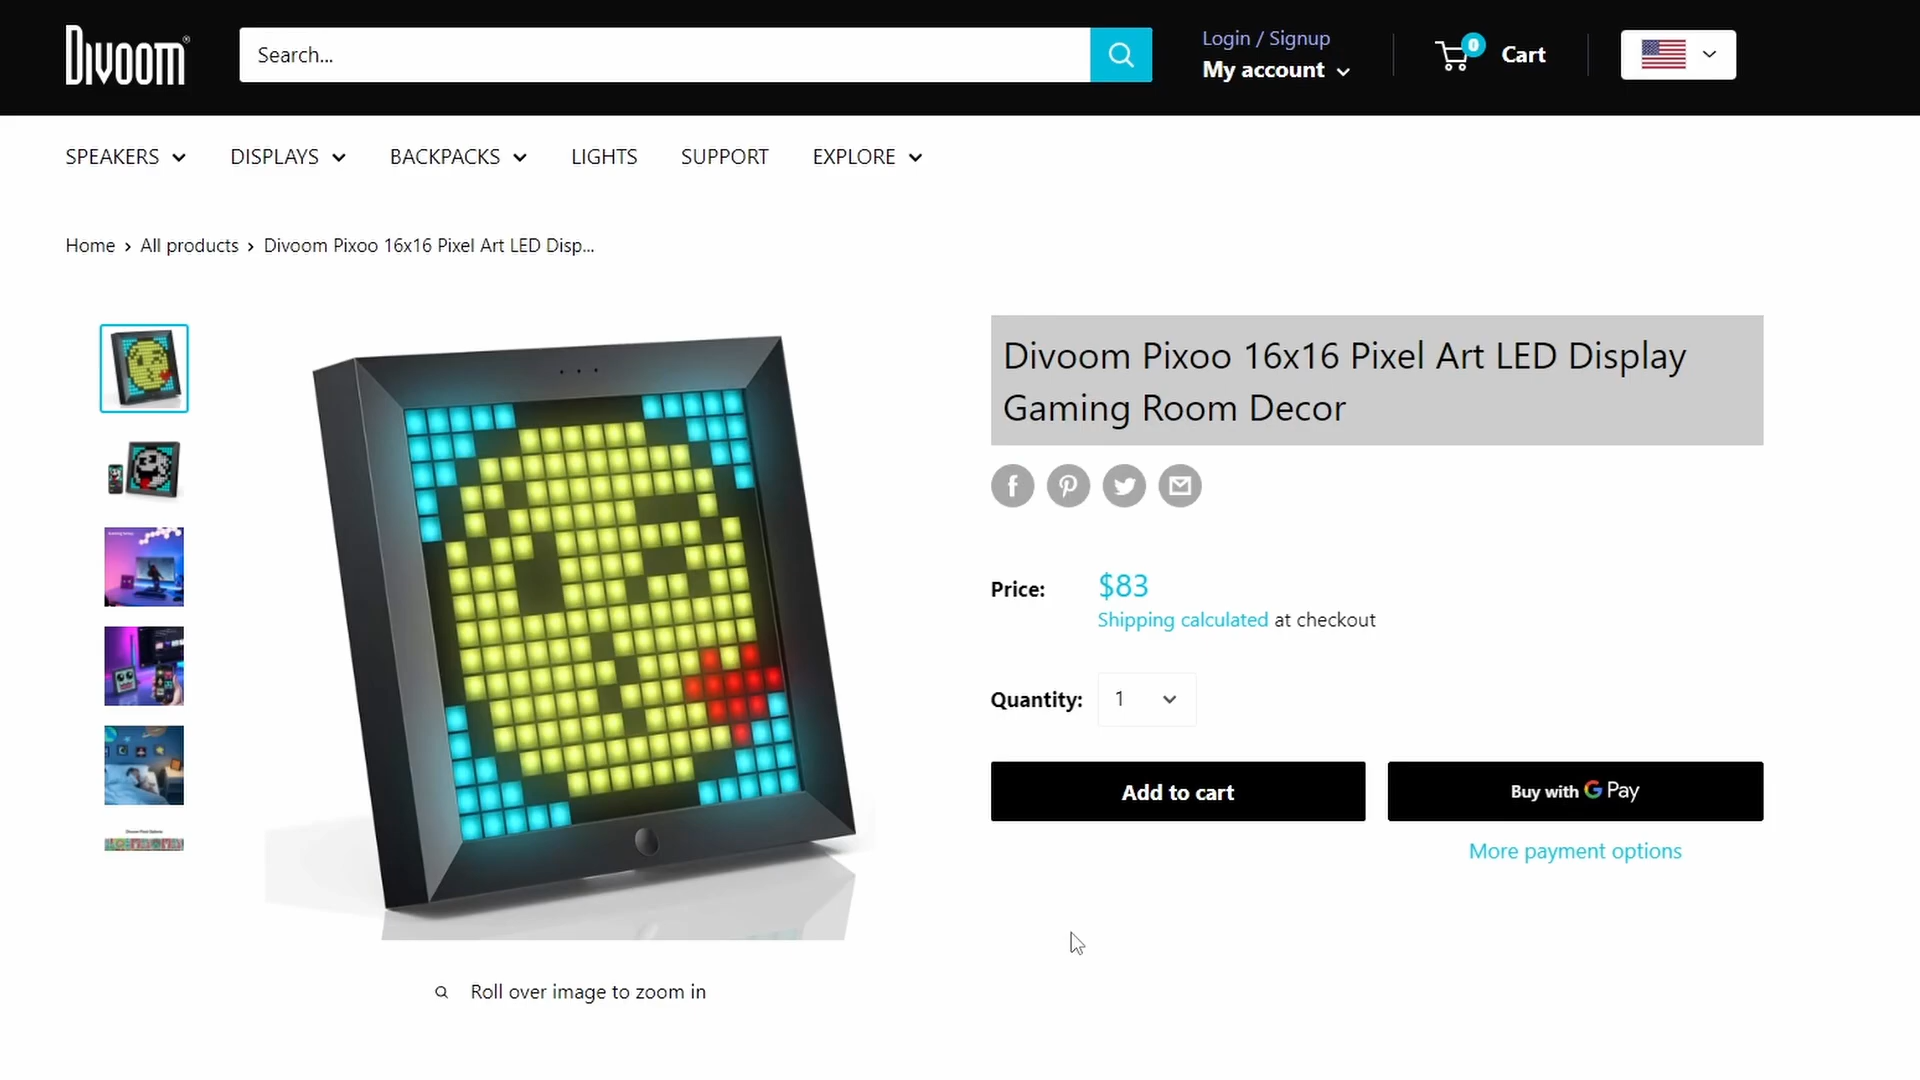 Divoom®
Search...
Login / Signup
My account
0
Cart
SPEAKERS
DISPLAYS
BACKPACKS
LIGHTS
SUPPORT
EXPLORE
Home › All products › Divoom Pixoo 16x16 Pixel Art LED Disp...
Divoom Pixoo 16x16 Pixel Art LED Display
Gaming Room Decor
Price: $83
Shipping calculated at checkout
Quantity: 1
Add to cart
Buy with G Pay
More payment options
Roll over image to zoom in